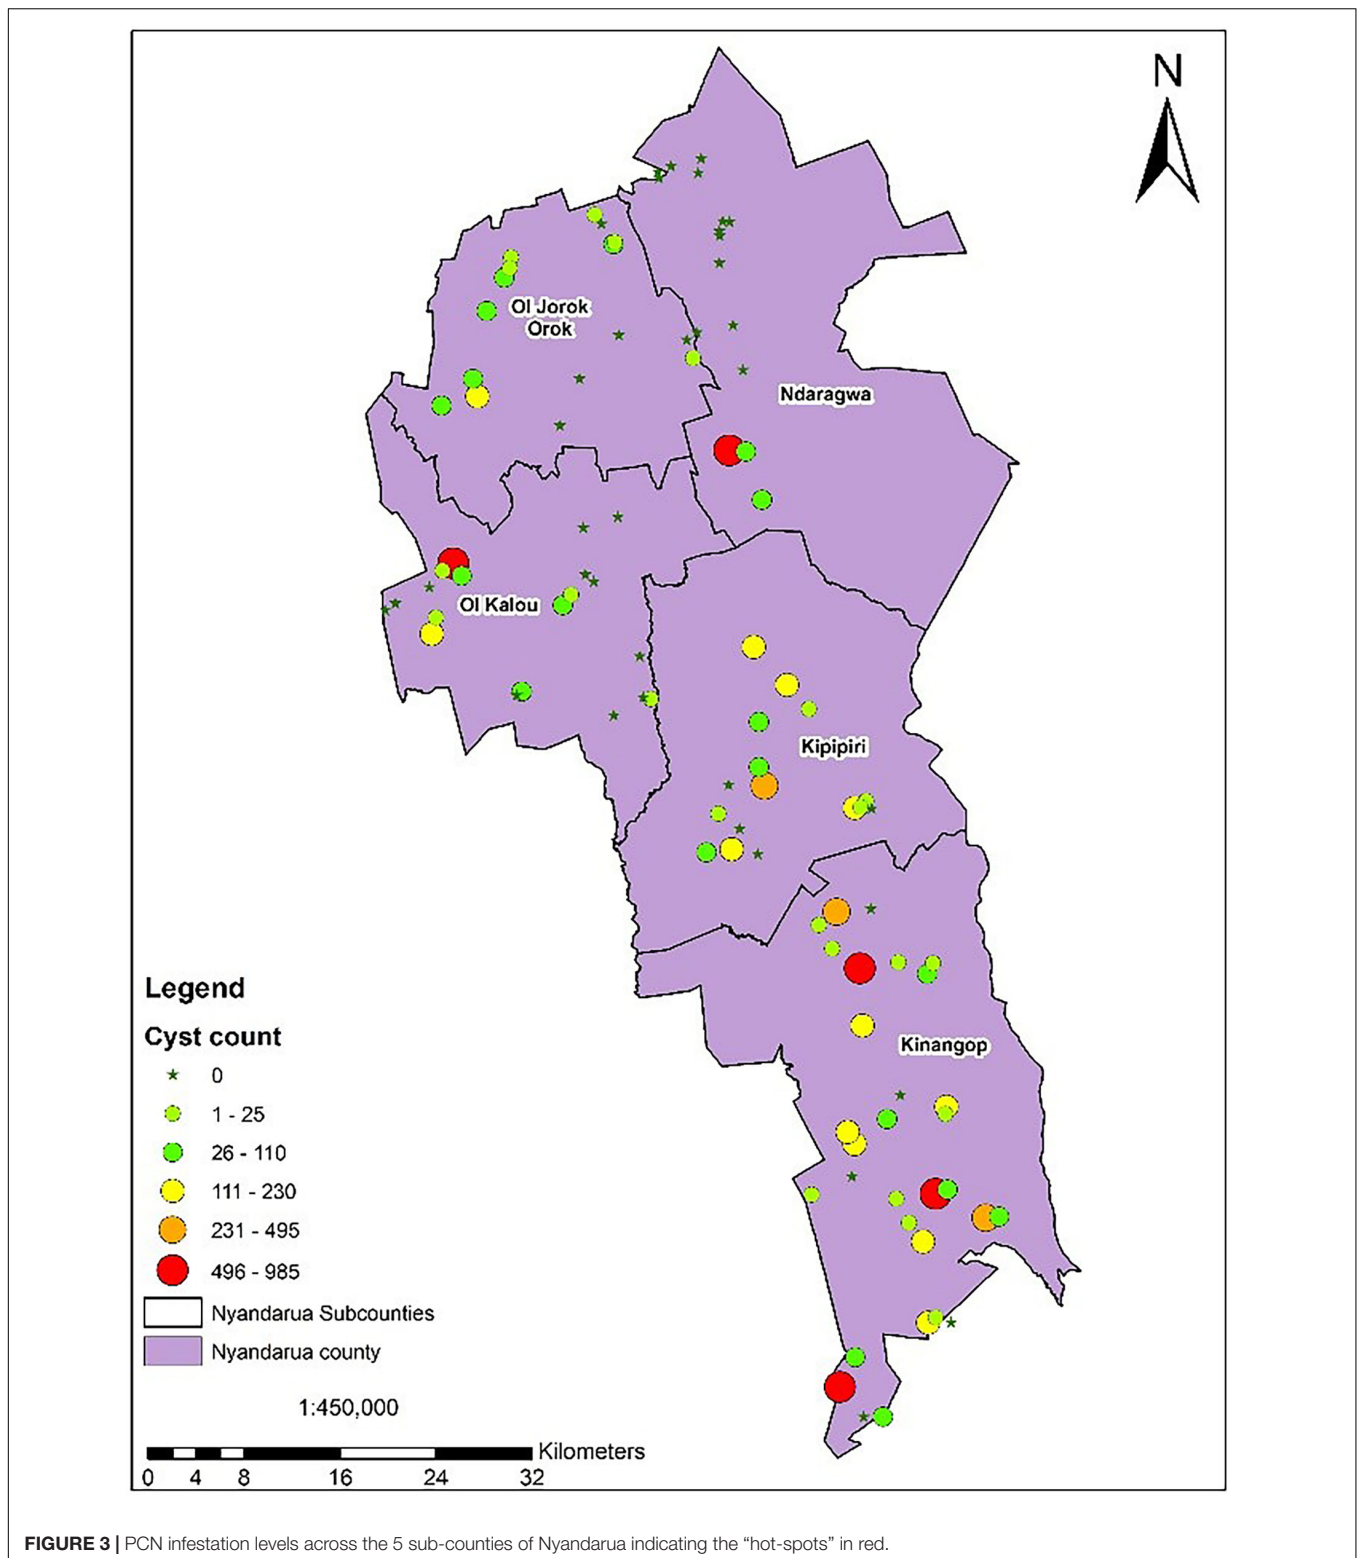 N
Ol Jorok
Orok
Ndaragwa
Ol Kalou
Kipipiri
Kinangop
Legend
Cyst count
0
1 - 25
26 - 110
111 - 230
231 - 495
496 - 985
Nyandarua Subcounties
Nyandarua county
1:450,000
Kilometers
0 4 8 16 24 32
FIGURE 3 | PCN infestation levels across the 5 sub-counties of Nyandarua indicating the “hot-spots” in red.